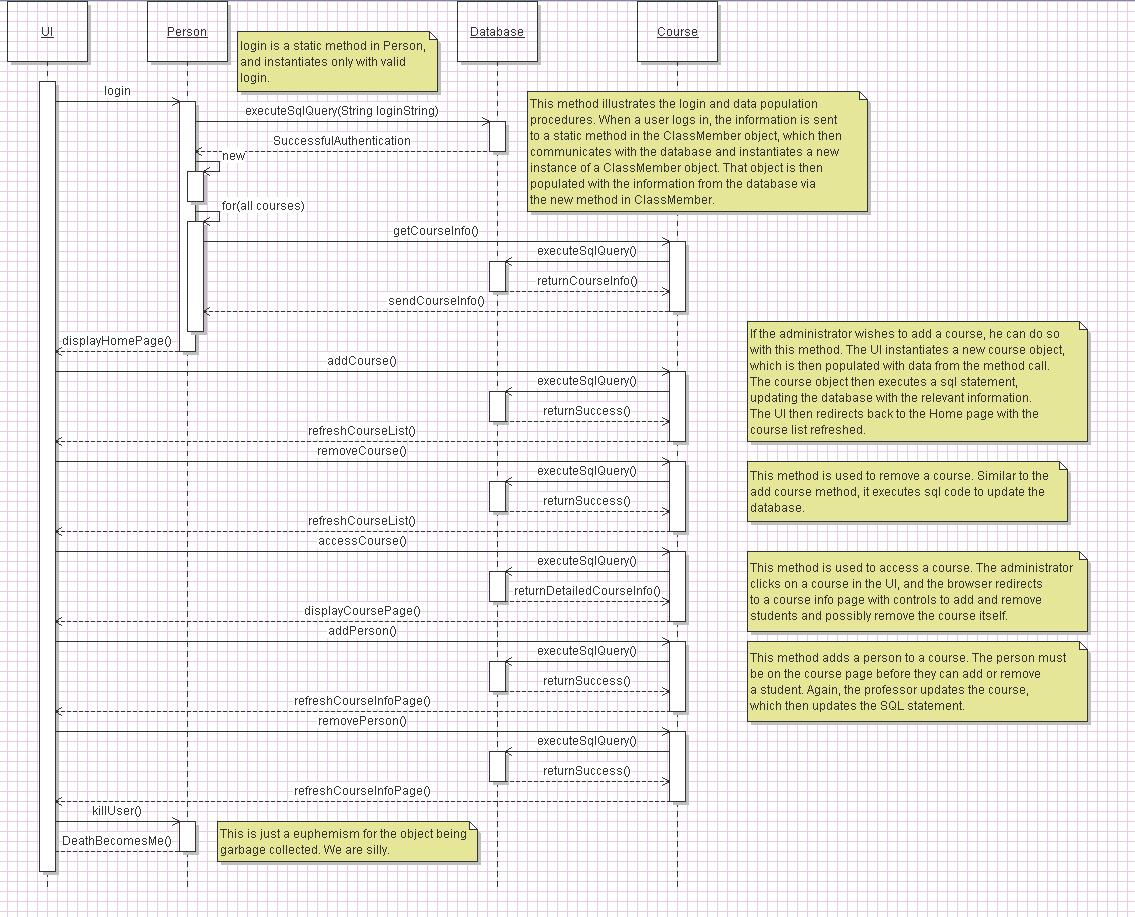 UI
Person
Database
Course
login is a static method in Person,
and instantiates only with valid
login.
login
executeSqlQuery(String loginString)
This method illustrates the login and data population
procedures. When a user logs in, the information is sent
to a static method in the ClassMember object, which then
communicates with the database and instantiates a new
instance of a ClassMember object. That object is then
populated with the information from the database via
the new method in ClassMember.
SuccessfulAuthentication
new
for(all courses)
getCourseInfo()
executeSqlQuery()
returnCourseInfo()
sendCourseInfo()
displayHomePage()
If the administrator wishes to add a course, he can do so
with this method. The UI instantiates a new course object,
which is then populated with data from the method call.
The course object then executes a sql statement,
updating the database with the relevant information.
The UI then redirects back to the Home page with the
course list refreshed.
addCourse()
executeSqlQuery()
returnSuccess()
refreshCourseList()
removeCourse()
executeSqlQuery()
This method is used to remove a course. Similar to the
add course method, it executes sql code to update the
database.
returnSuccess()
refreshCourseList()
accessCourse()
executeSqlQuery()
This method is used to access a course. The administrator
clicks on a course in the UI, and the browser redirects
to a course info page with controls to add and remove
students and possibly remove the course itself.
returnDetailedCourseInfo()
displayCoursePage()
addPerson()
executeSqlQuery()
This method adds a person to a course. The person must
be on the course page before they can add or remove
a student. Again, the professor updates the course,
which then updates the SQL statement.
returnSuccess()
refreshCourseInfoPage()
removePerson()
executeSqlQuery()
returnSuccess()
refreshCourseInfoPage()
killUser()
DeathBecomesMe()
This is just a euphemism for the object being
garbage collected. We are silly.